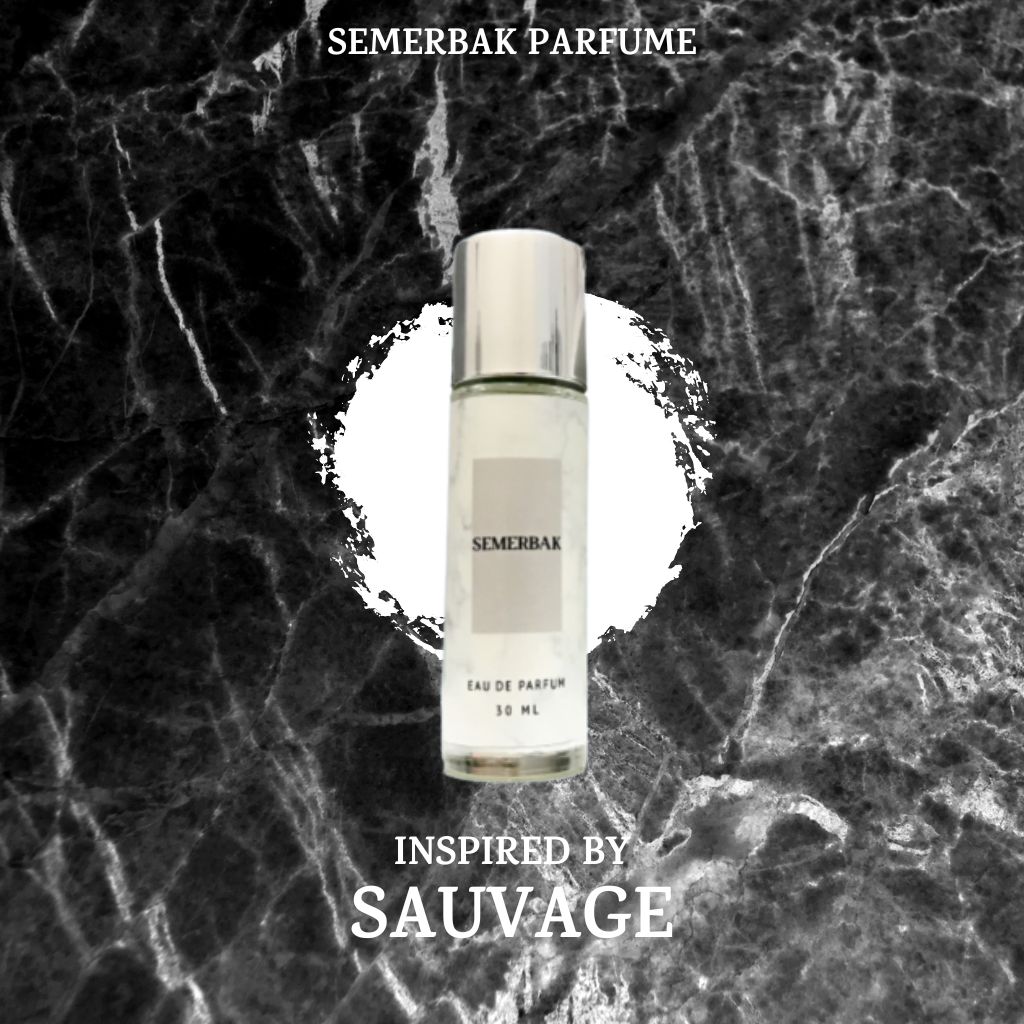 SEMERBAK PARFUME
SEMERBAK
EAU DE PARFUM
30 ML
INSPIRED BY
SAUVAGE